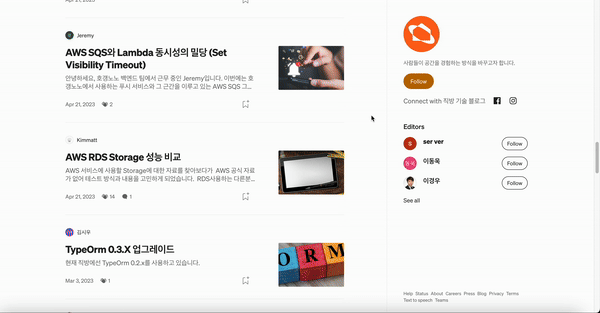 Jeremy
AWS SQS와 Lambda 동시성의 밀당 (Set
Visibility Timeout)
안녕하세요, 호갱노노 백엔드 팀에서 근무 중인 Jeremy입니다. 이번에는 호
갱노노에서 사용하는 푸시 서비스와 그 근간을 이루고 있는 AWS SQS 그...
Apr 21, 2023
2
Kimmatt
AWS RDS Storage 성능 비교
AWS 서비스에 사용할 Storage에 대한 자료를 찾아보다가 AWS 공식 자료
가 없어 테스트 방식과 내용을 고민하게 되었습니다. RDS사용하는 다른분...
Apr 21, 2023
14
1
김시우
TypeOrm 0.3.X 업그레이드
현재 직방에선 TypeOrm 0.2.x를 사용하고 있습니다.
Mar 3, 2023
1
O R M
사람들이 공간을 경험하는 방식을 바꾸고자 합니다.
Follow
Connect with 직방 기술 블로그
Editors
S
ser ver
Follow
이동욱
Follow
이경우
Follow
See all
Help Status About Careers Press Blog Privacy Terms
Text to speech Teams